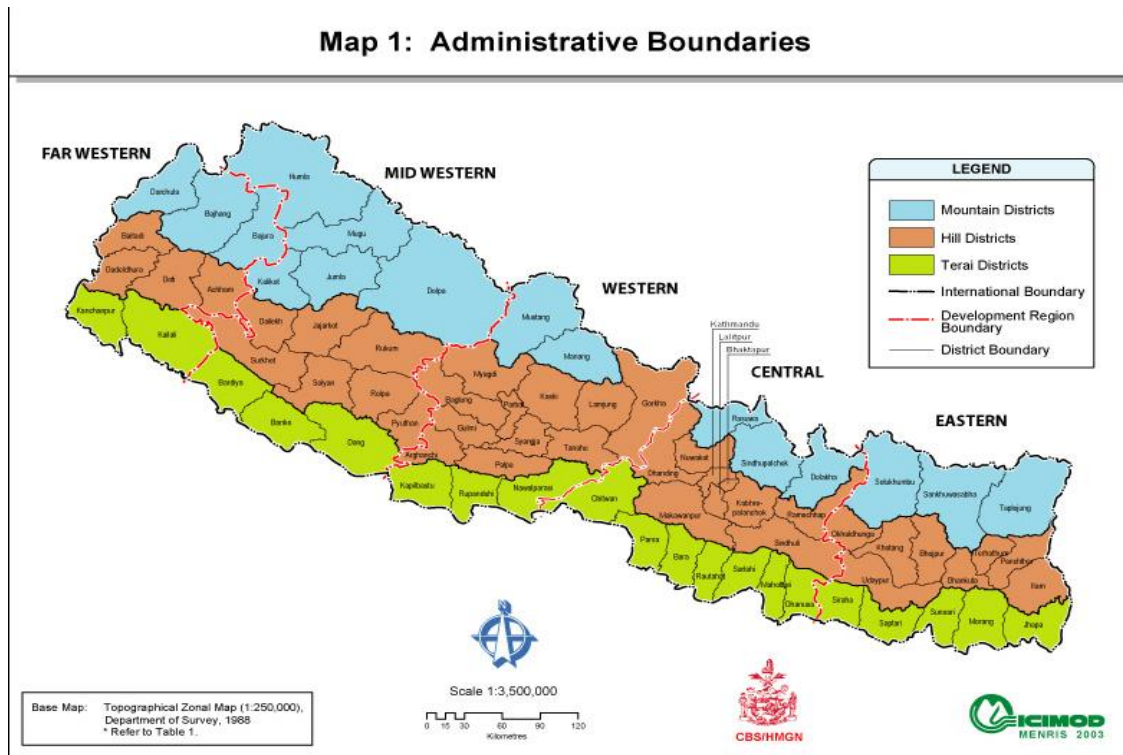 Map 1: Administrative Boundaries
FAR WESTERN
MID WESTERN
WESTERN
CENTRAL
EASTERN
LEGEND
Mountain Districts
Hill Districts
Terai Districts
International Boundary
Development Region
Boundary
District Boundary
Darchula
Humla
Bajhang
Bajura
Mugu
Baitadi
Dadeldhura
Doti
Achham
Kalikot
Jumla
Dolpa
Mustang
Manang
Kanchanpur
Kailali
Dailekh
Jajarkot
Rukum
Surkhet
Salyan
Rolpa
Bardiya
Banke
Dang
Pyuthan
Myagdi
Baglung
Parbat
Kaski
Lamjung
Gorkha
Gulmi
Syangja
Tanahu
Palpa
Kapilbastu
Rupandehi
Nawalparasi
Chitwan
Kathmandu
Lalitpur
Bhaktapur
Rasuwa
Nuwakot
Sindhupalchok
Dolakha
Dhanding
Makawanpur
Kabhre-
palanchok
Ramechhap
Sindhuli
Parsa
Bara
Rautahat
Sarlahi
Mahottari
Dhanusa
Solukhumbu
Sankhuwasabha
Taplejung
Okhaldhunga
Khotang
Bhojpur
Terhathum
Panchthar
Udaypur
Dhankuta
Ilam
Siraha
Saptari
Sunsari
Morang
Jhapa
Base Map: Topographical Zonal Map (1:250,000),
Department of Survey, 1988
* Refer to Table 1.
Scale 1:3,500,000
0 15 30 60 90 120
Kilometres
CBS/HMGN
ICIMOD
MENRIS 2003